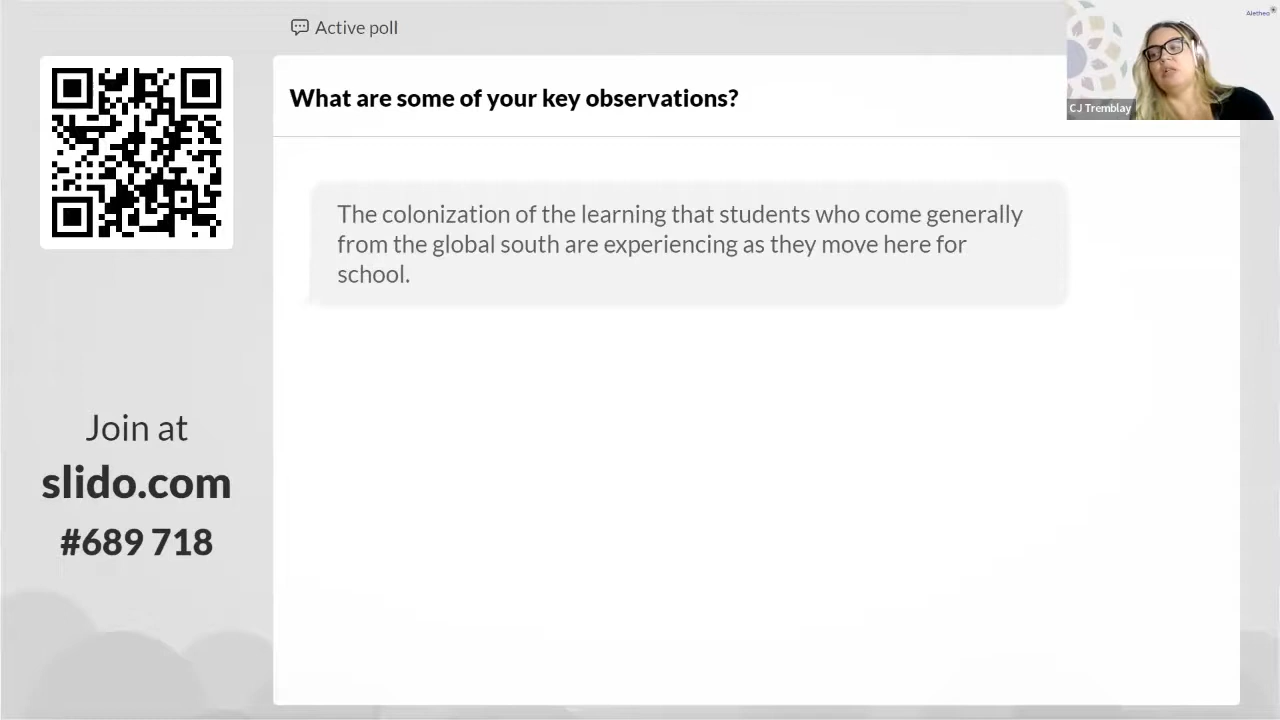 Active poll
Aletheo
What are some of your key observations?
CJ Tremblay
The colonization of the learning that students who come generally
from the global south are experiencing as they move here for
school.
Join at
slido.com
#689 718